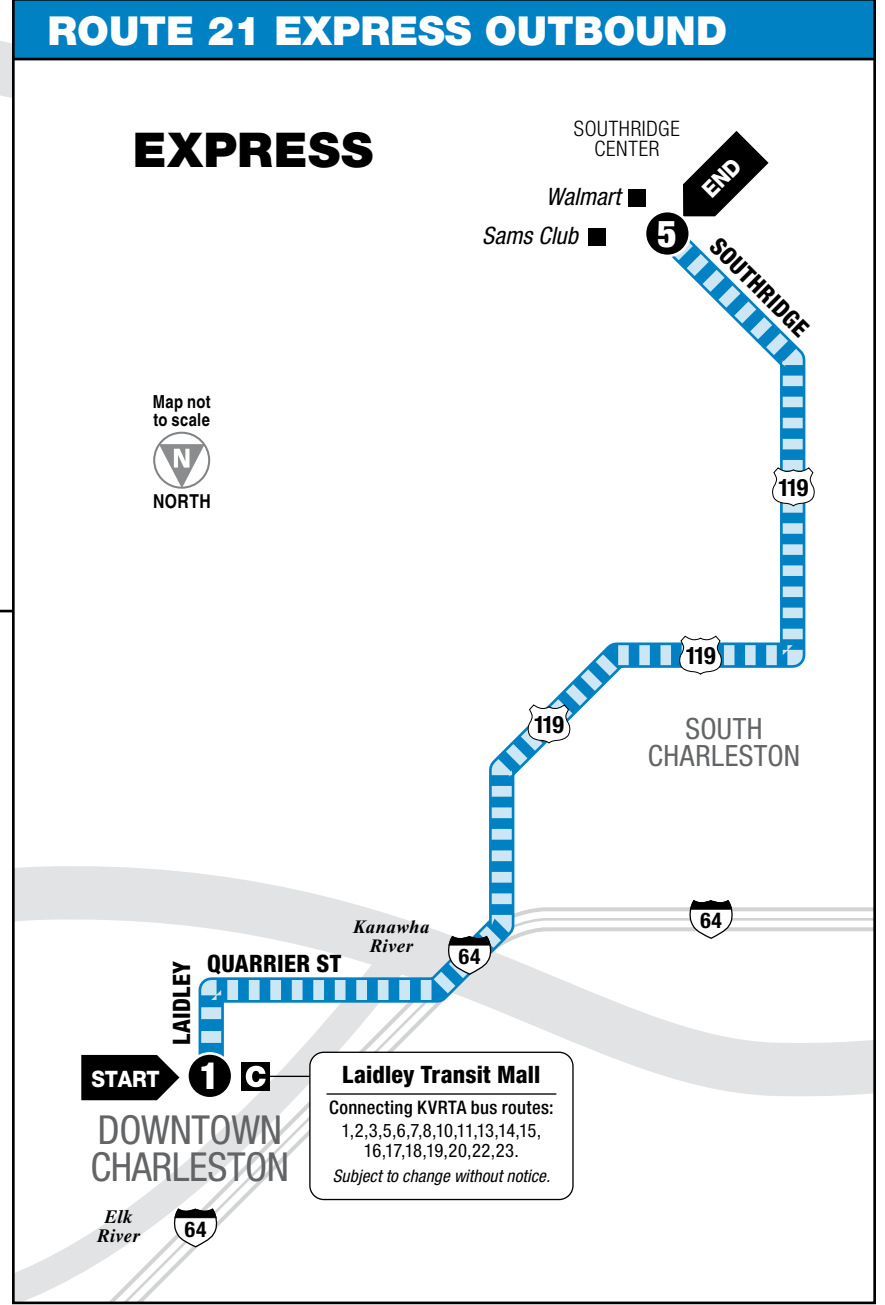 ROUTE 21 EXPRESS OUTBOUND
EXPRESS
SOUTHRIDGE
CENTER
END
Walmart
Sams Club
5
SOUTHRIDGE
Map not
to scale
N
NORTH
119
119
119
SOUTH
CHARLESTON
64
Kanawha
River
64
QUARRIER ST
LAIDLEY
START
1
C
Laidley Transit Mall
Connecting KVRTA bus routes:
1,2,3,5,6,7,8,10,11,13,14,15,
16,17,18,19,20,22,23.
Subject to change without notice.
DOWNTOWN
CHARLESTON
Elk
River
64